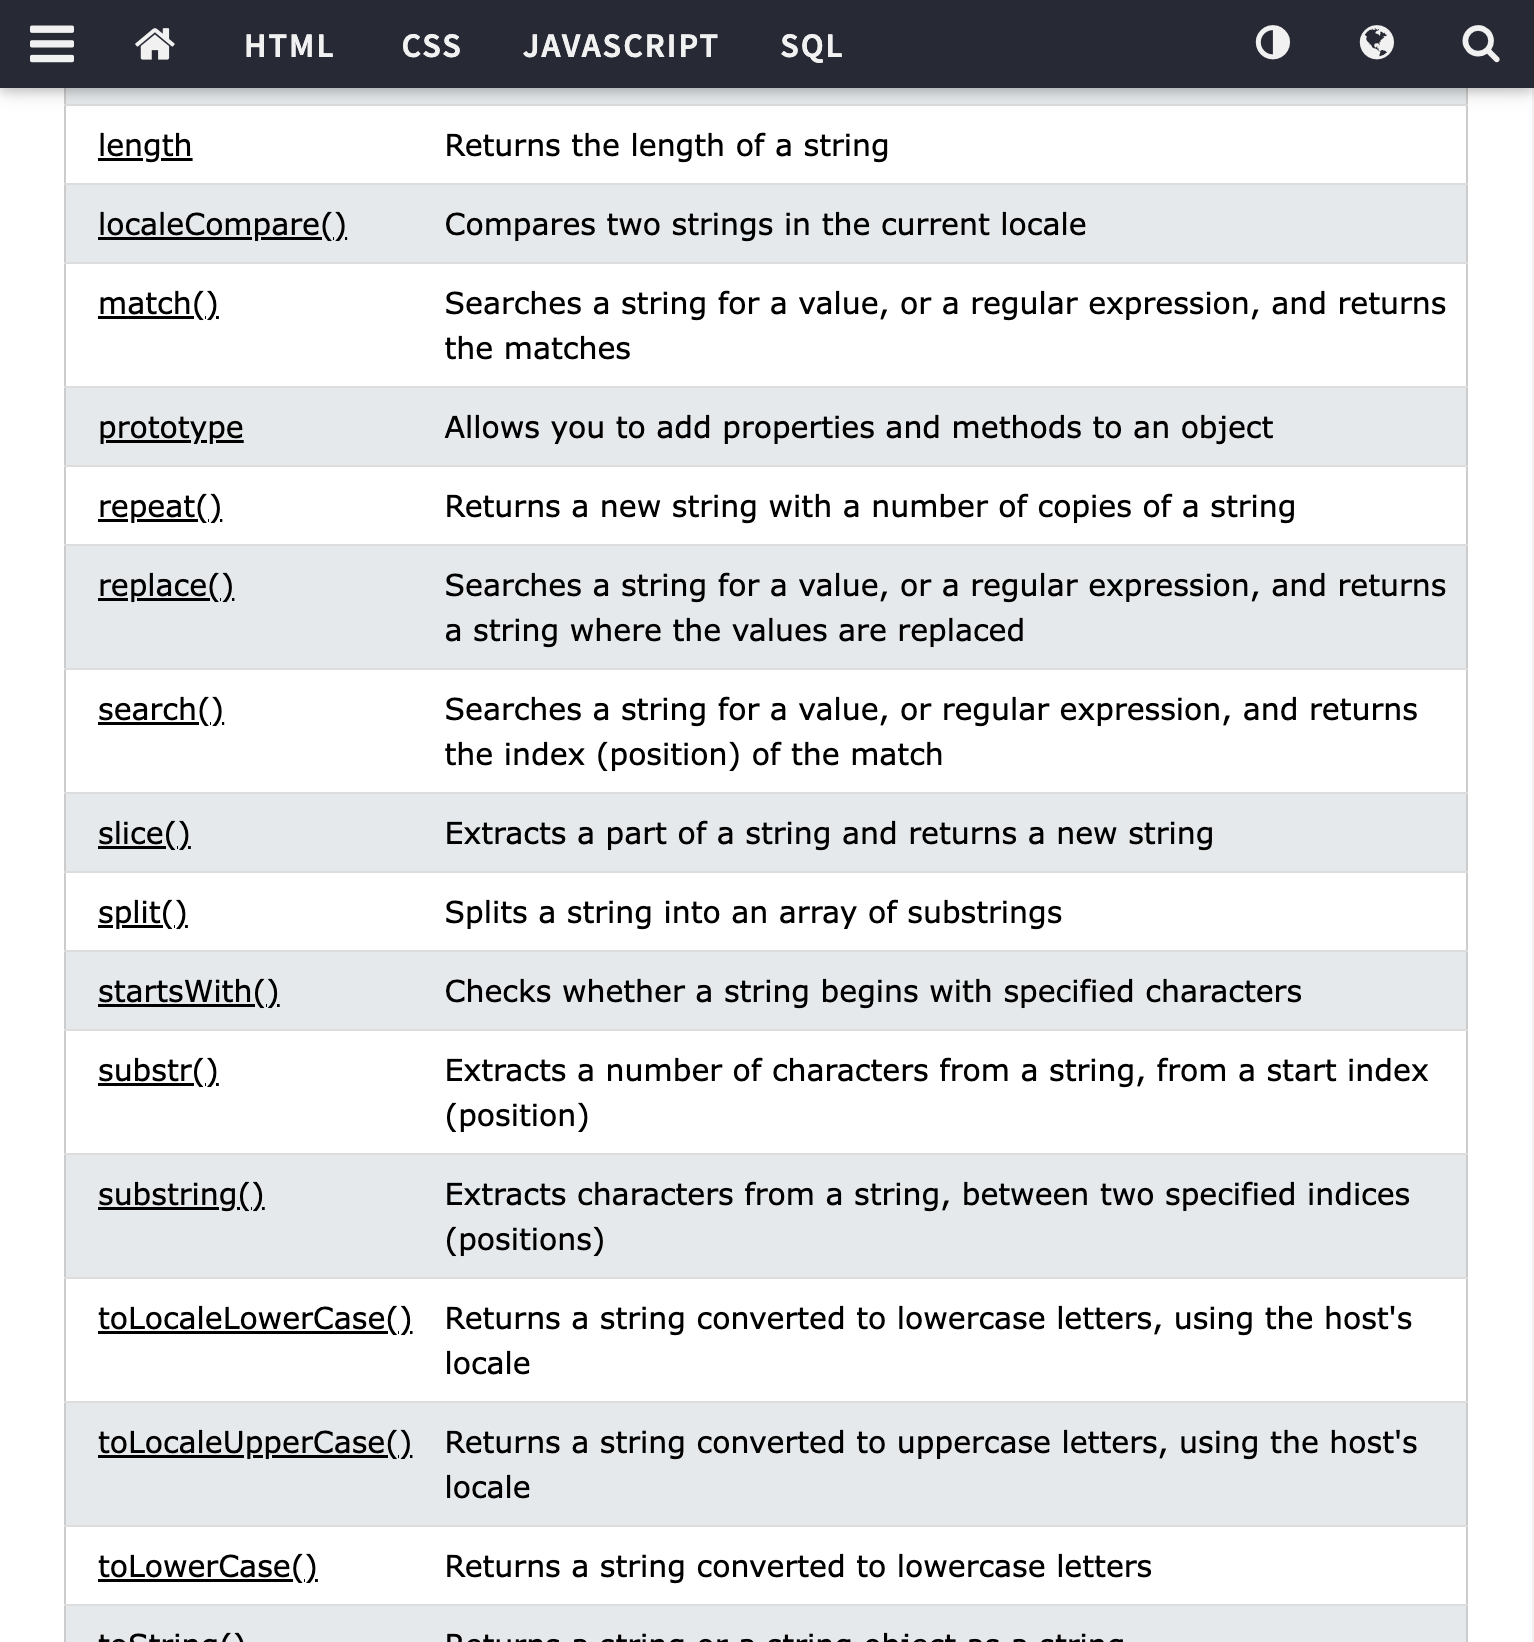 HTML CSS JAVASCRIPT SQL
length Returns the length of a string
localeCompare() Compares two strings in the current locale
match() Searches a string for a value, or a regular expression, and returns
the matches
prototype Allows you to add properties and methods to an object
repeat() Returns a new string with a number of copies of a string
replace() Searches a string for a value, or a regular expression, and returns
a string where the values are replaced
search() Searches a string for a value, or regular expression, and returns
the index (position) of the match
slice() Extracts a part of a string and returns a new string
split() Splits a string into an array of substrings
startsWith() Checks whether a string begins with specified characters
substr() Extracts a number of characters from a string, from a start index
(position)
substring() Extracts characters from a string, between two specified indices
(positions)
toLocaleLowerCase() Returns a string converted to lowercase letters, using the host's
locale
toLocaleUpperCase() Returns a string converted to uppercase letters, using the host's
locale
toLowerCase() Returns a string converted to lowercase letters
toString() Returns a string or a string object as a string